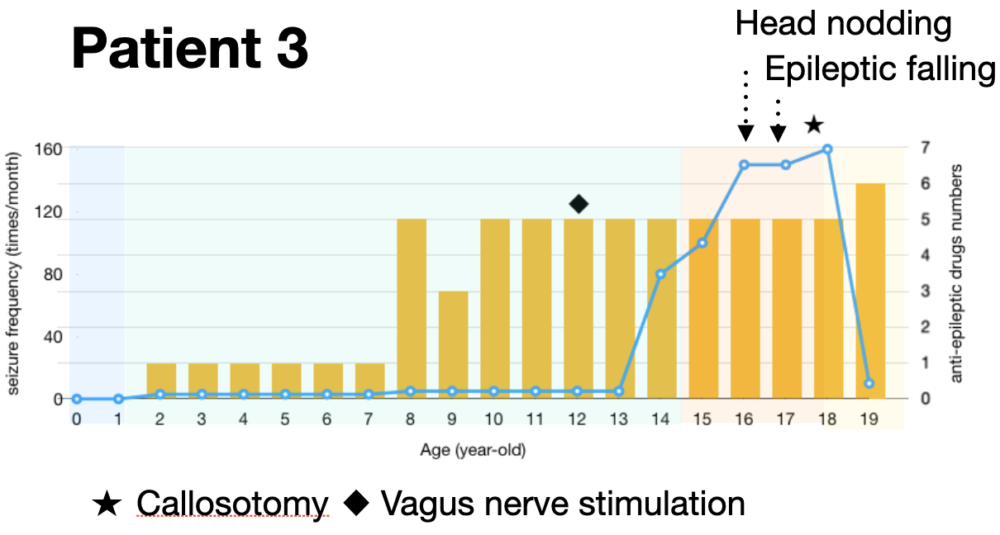 Patient 3
Head nodding
Epileptic falling
★
160
120
80
40
0
seizure frequency (times/month)
7
6
5
4
3
2
1
0
anti-epileptic drugs numbers
◆
0 1 2 3 4 5 6 7 8 9 10 11 12 13 14 15 16 17 18 19
Age (year-old)
★ Callosotomy ◆ Vagus nerve stimulation